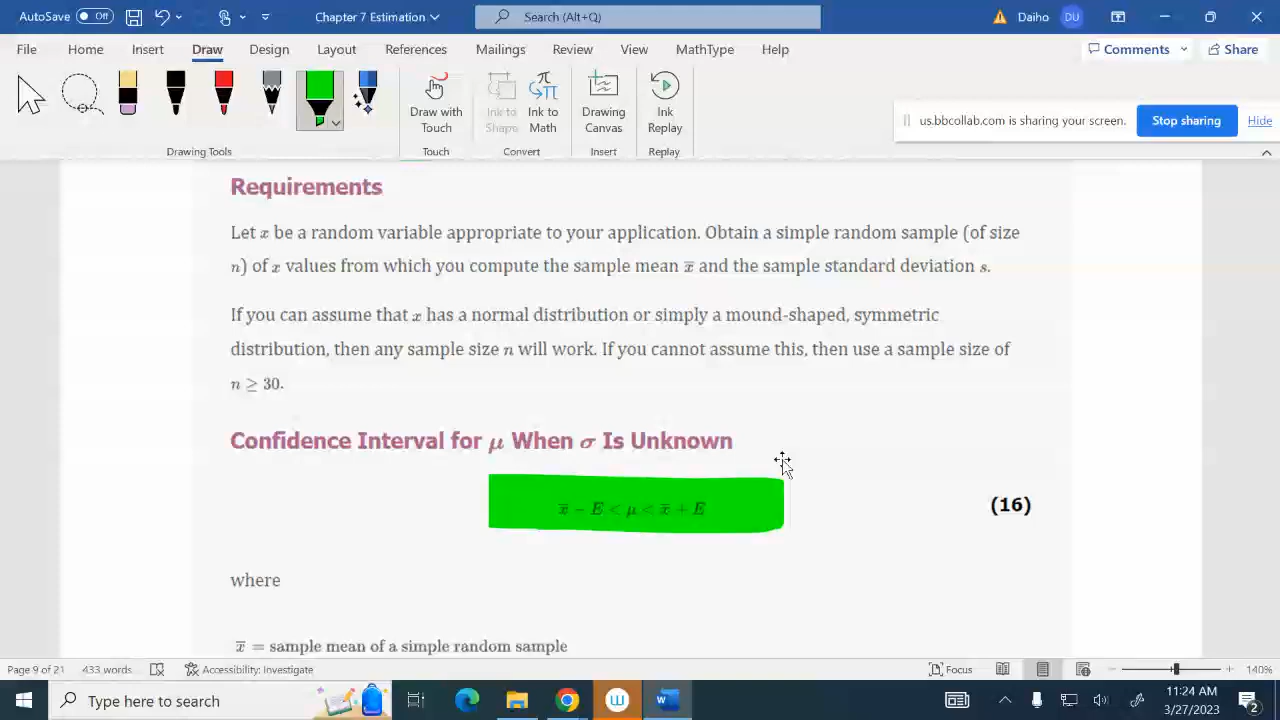 AutoSave Off Chapter 7 Estimation Search (Alt+Q) Daiho DU
File Home Insert Draw Design Layout References Mailings Review View MathType Help Comments Share
Draw with Touch Ink to Shape Ink to Math Drawing Canvas Ink Replay
us.bbcollab.com is sharing your screen. Stop sharing Hide
Drawing Tools Touch Convert Insert Replay
Requirements
Let x be a random variable appropriate to your application. Obtain a simple random sample (of size
n) of x values from which you compute the sample mean x̄ and the sample standard deviation s.
If you can assume that x has a normal distribution or simply a mound-shaped, symmetric
distribution, then any sample size n will work. If you cannot assume this, then use a sample size of
n ≥ 30.
Confidence Interval for μ When σ Is Unknown
x̄ − E < μ < x̄ + E (16)
where
x̄ = sample mean of a simple random sample
Page 9 of 21 433 words Accessibility: Investigate Focus 140%
Type here to search 11:24 AM
3/27/2023 2